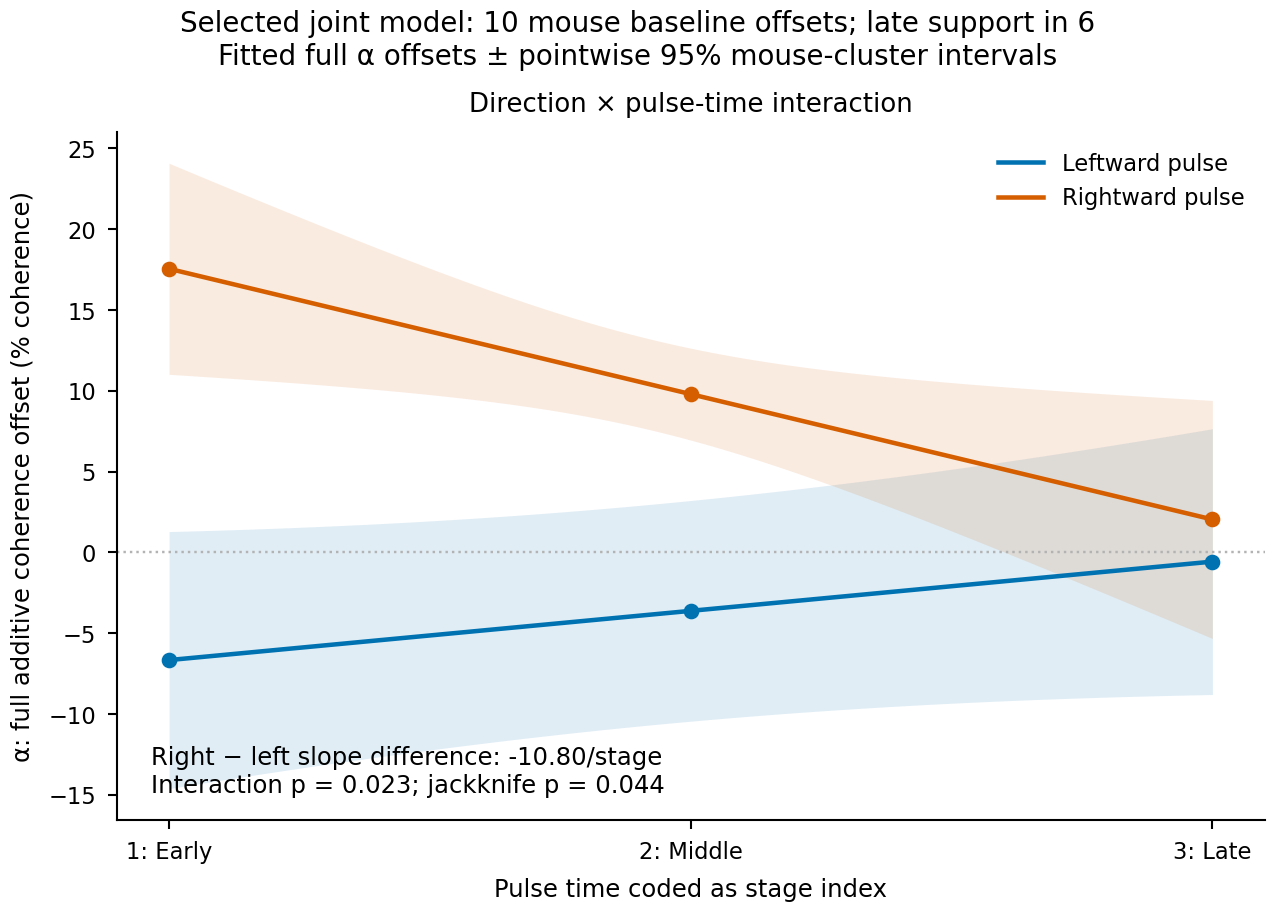 Selected joint model: 10 mouse baseline offsets; late support in 6
Fitted full α offsets ± pointwise 95% mouse-cluster intervals
Direction × pulse-time interaction
α: full additive coherence offset (% coherence)
25
20
15
10
5
0
−5
−10
−15
Leftward pulse
Rightward pulse
Right − left slope difference: -10.80/stage
Interaction p = 0.023; jackknife p = 0.044
1: Early
2: Middle
3: Late
Pulse time coded as stage index